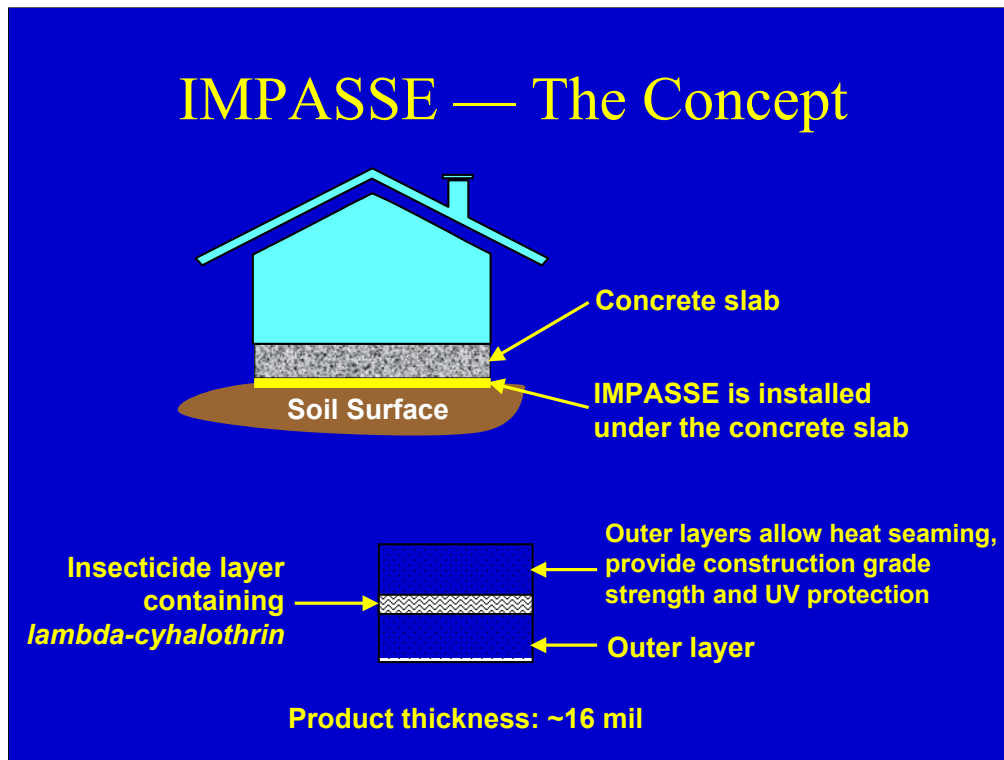 IMPASSE — The Concept
Concrete slab
IMPASSE is installed
under the concrete slab
Soil Surface
Outer layers allow heat seaming,
provide construction grade
strength and UV protection
Insecticide layer
containing
lambda-cyhalothrin
Outer layer
Product thickness: ~16 mil